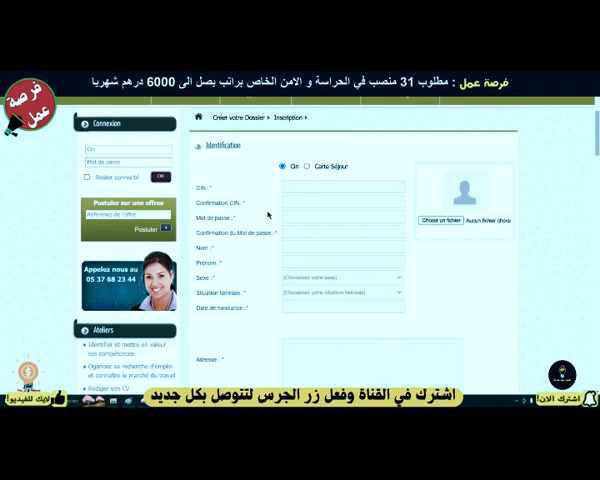 فرصة عمل : مطلوب 31 منصب في الحراسة و الامن الخاص براتب يصل الى 6000 درهم شهريا
فرصة
عمل
Connexion
Cin
Mot de passe
Rester connecté
OK
Postuler sur une offres
Référence de l'offre
Postuler
Appelez nous au
05 37 68 23 44
Ateliers
Identifier et mettre en valeur
ses compétences
Organiser sa recherche d'emploi
et connaître le marché du travail
Rédiger son CV
Créer votre Dossier
Inscription
Identification
Cin
Carte Séjour
CIN :*
Confirmation CIN :*
Mot de passe :*
Confirmation du Mot de passe :*
Nom :*
Prenom :*
Sexe :*
(Choisissez votre sexe)
Situation familiale :*
(Choisissez votre situation familiale)
Date de naissance :*
Adresse :*
Choisir un fichier
Aucun fichier choisi
اشترك في القناة وفعل زر الجرس لتتوصل بكل جديد
لايك للفيديو!
اشترك الان!